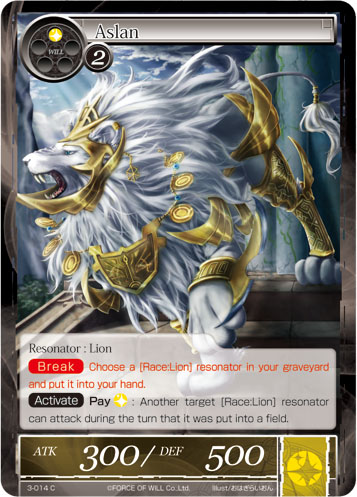 Aslan
WILL
2
Resonator : Lion
Break Choose a [Race:Lion] resonator in your graveyard
and put it into your hand.
Activate Pay : Another target [Race:Lion] resonator
can attack during the turn that it was put into a field.
ATK 300/ DEF 500
3-014 C ©FORCE OF WILL Co.,Ltd. Illust/